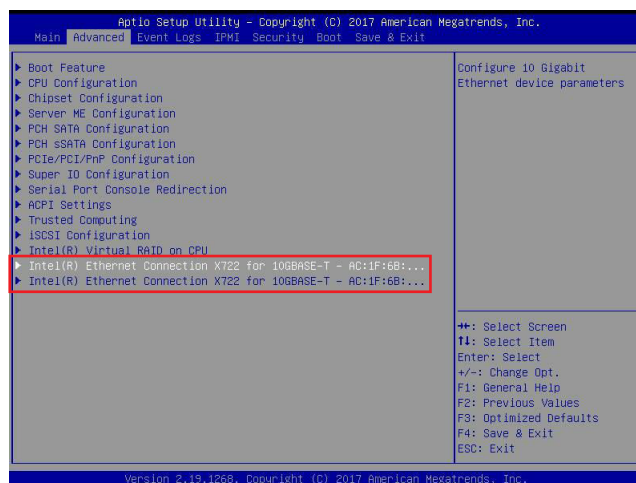 Aptio Setup Utility – Copyright (C) 2017 American Megatrends, Inc.
Main Advanced Event Logs IPMI Security Boot Save & Exit
Boot Feature
CPU Configuration
Chipset Configuration
Server ME Configuration
PCH SATA Configuration
PCH sSATA Configuration
PCIe/PCI/PnP Configuration
Super IO Configuration
Serial Port Console Redirection
ACPI Settings
Trusted Computing
iSCSI Configuration
Intel(R) Virtual RAID on CPU
Intel(R) Ethernet Connection X722 for 10GBASE-T – AC:1F:6B:...
Intel(R) Ethernet Connection X722 for 10GBASE-T – AC:1F:6B:...
Configure 10 Gigabit
Ethernet device parameters
→←: Select Screen
↑↓: Select Item
Enter: Select
+/-: Change Opt.
F1: General Help
F2: Previous Values
F3: Optimized Defaults
F4: Save & Exit
ESC: Exit
Version 2.19.1268. Copyright (C) 2017 American Megatrends, Inc.